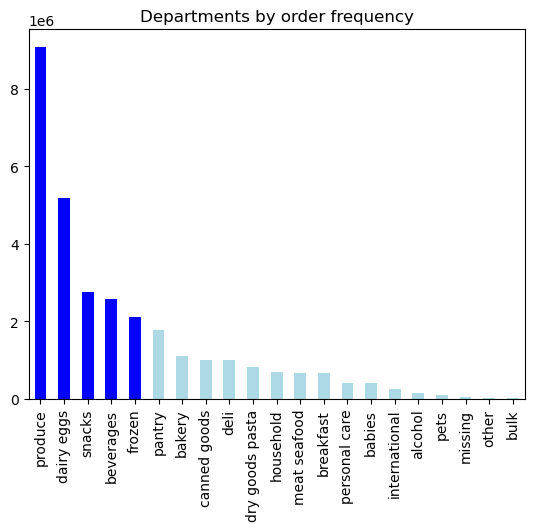 Departments by order frequency
1e6
8
6
4
2
0
produce
dairy eggs
snacks
beverages
frozen
pantry
bakery
canned goods
deli
dry goods pasta
household
meat seafood
breakfast
personal care
babies
international
alcohol
pets
missing
other
bulk